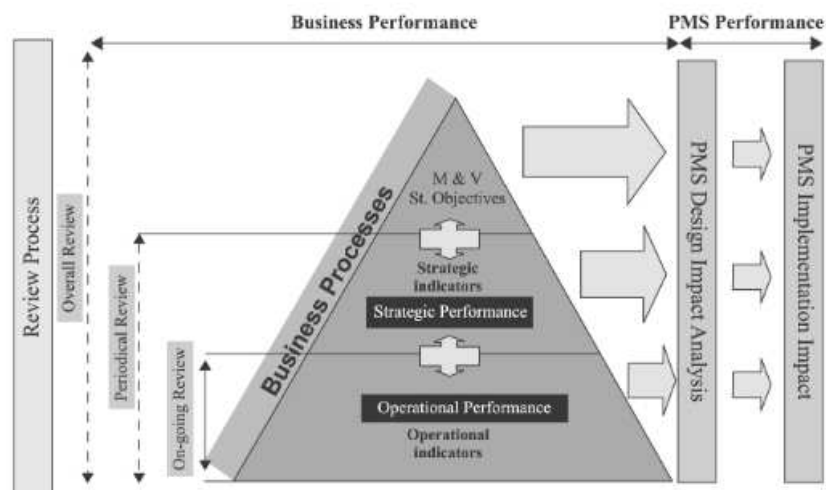 Business Performance
PMS Performance
Review Process
Overall Review
Periodical Review
On-going Review
Business Processes
M & V
St. Objectives
Strategic
indicators
Strategic Performance
Operational Performance
Operational
indicators
PMS Design Impact Analysis
PMS Implementation Impact